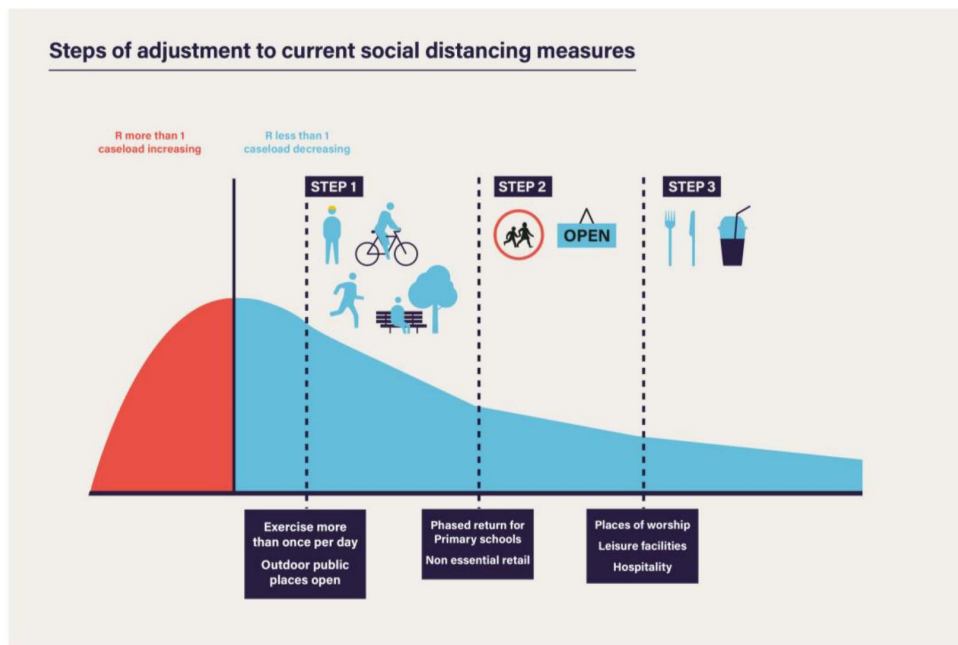 Steps of adjustment to current social distancing measures
R more than 1
caseload increasing
R less than 1
caseload decreasing
STEP 1
STEP 2
STEP 3
OPEN
Exercise more
than once per day
Outdoor public
places open
Phased return for
Primary schools
Non essential retail
Places of worship
Leisure facilities
Hospitality